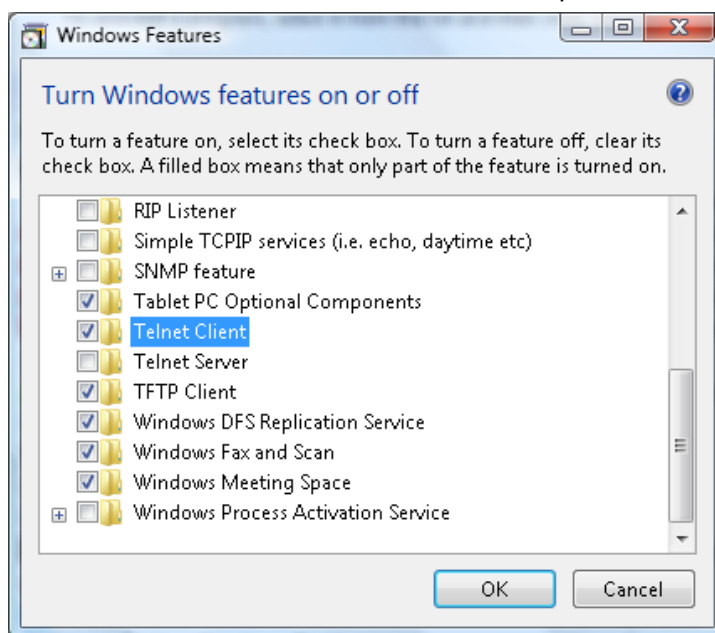 Windows Features
Turn Windows features on or off
To turn a feature on, select its check box. To turn a feature off, clear its
check box. A filled box means that only part of the feature is turned on.
RIP Listener
Simple TCPIP services (i.e. echo, daytime etc)
SNMP feature
Tablet PC Optional Components
Telnet Client
Telnet Server
TFTP Client
Windows DFS Replication Service
Windows Fax and Scan
Windows Meeting Space
Windows Process Activation Service
OK
Cancel